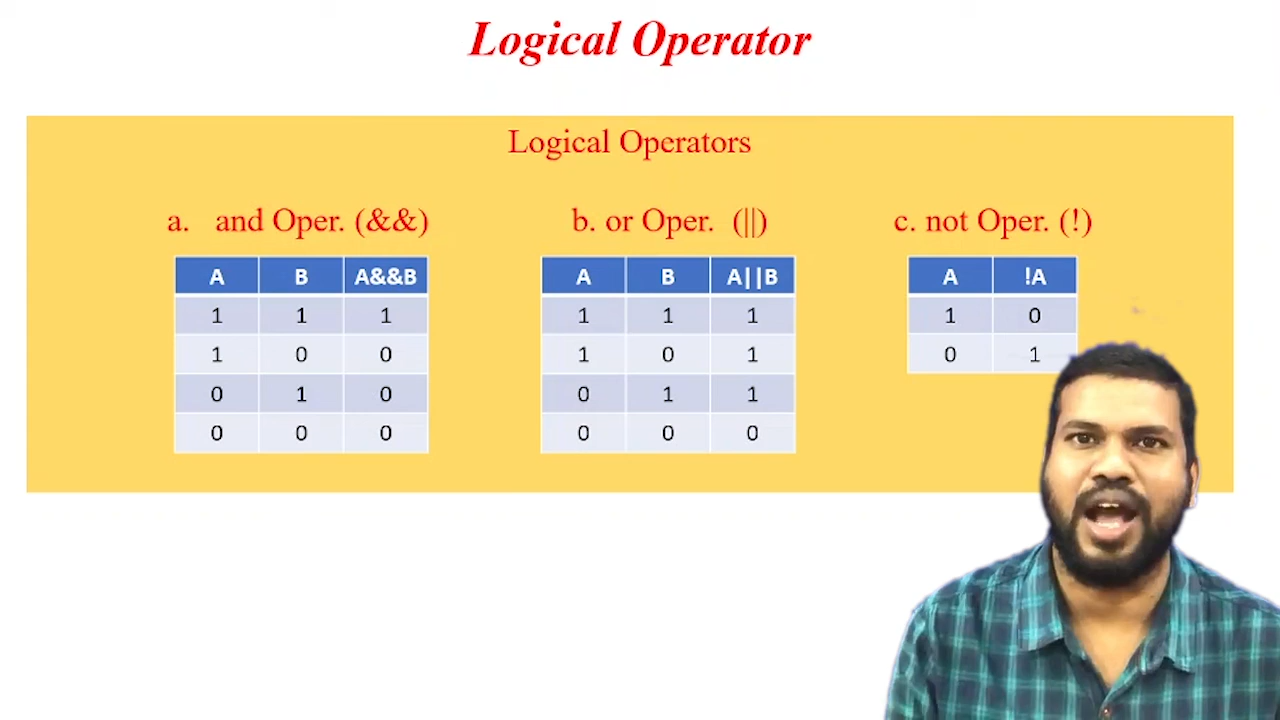 Logical Operator
Logical Operators
a. and Oper. (&&)
A B A&&B
1 1 1
1 0 0
0 1 0
0 0 0
b. or Oper. (||)
A B A||B
1 1 1
1 0 1
0 1 1
0 0 0
c. not Oper. (!)
A !A
1 0
0 1